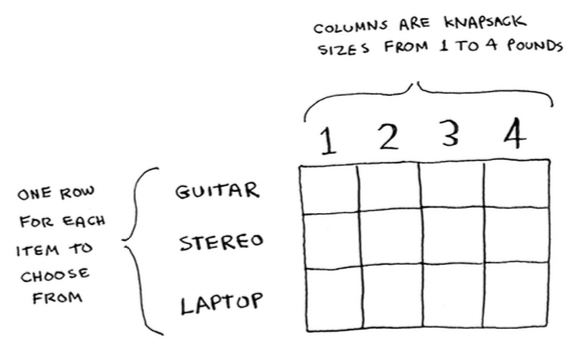 COLUMNS ARE KNAPSACK
SIZES FROM 1 TO 4 POUNDS
1 2 3 4
ONE ROW
FOR EACH
ITEM TO
CHOOSE
FROM
GUITAR
STEREO
LAPTOP